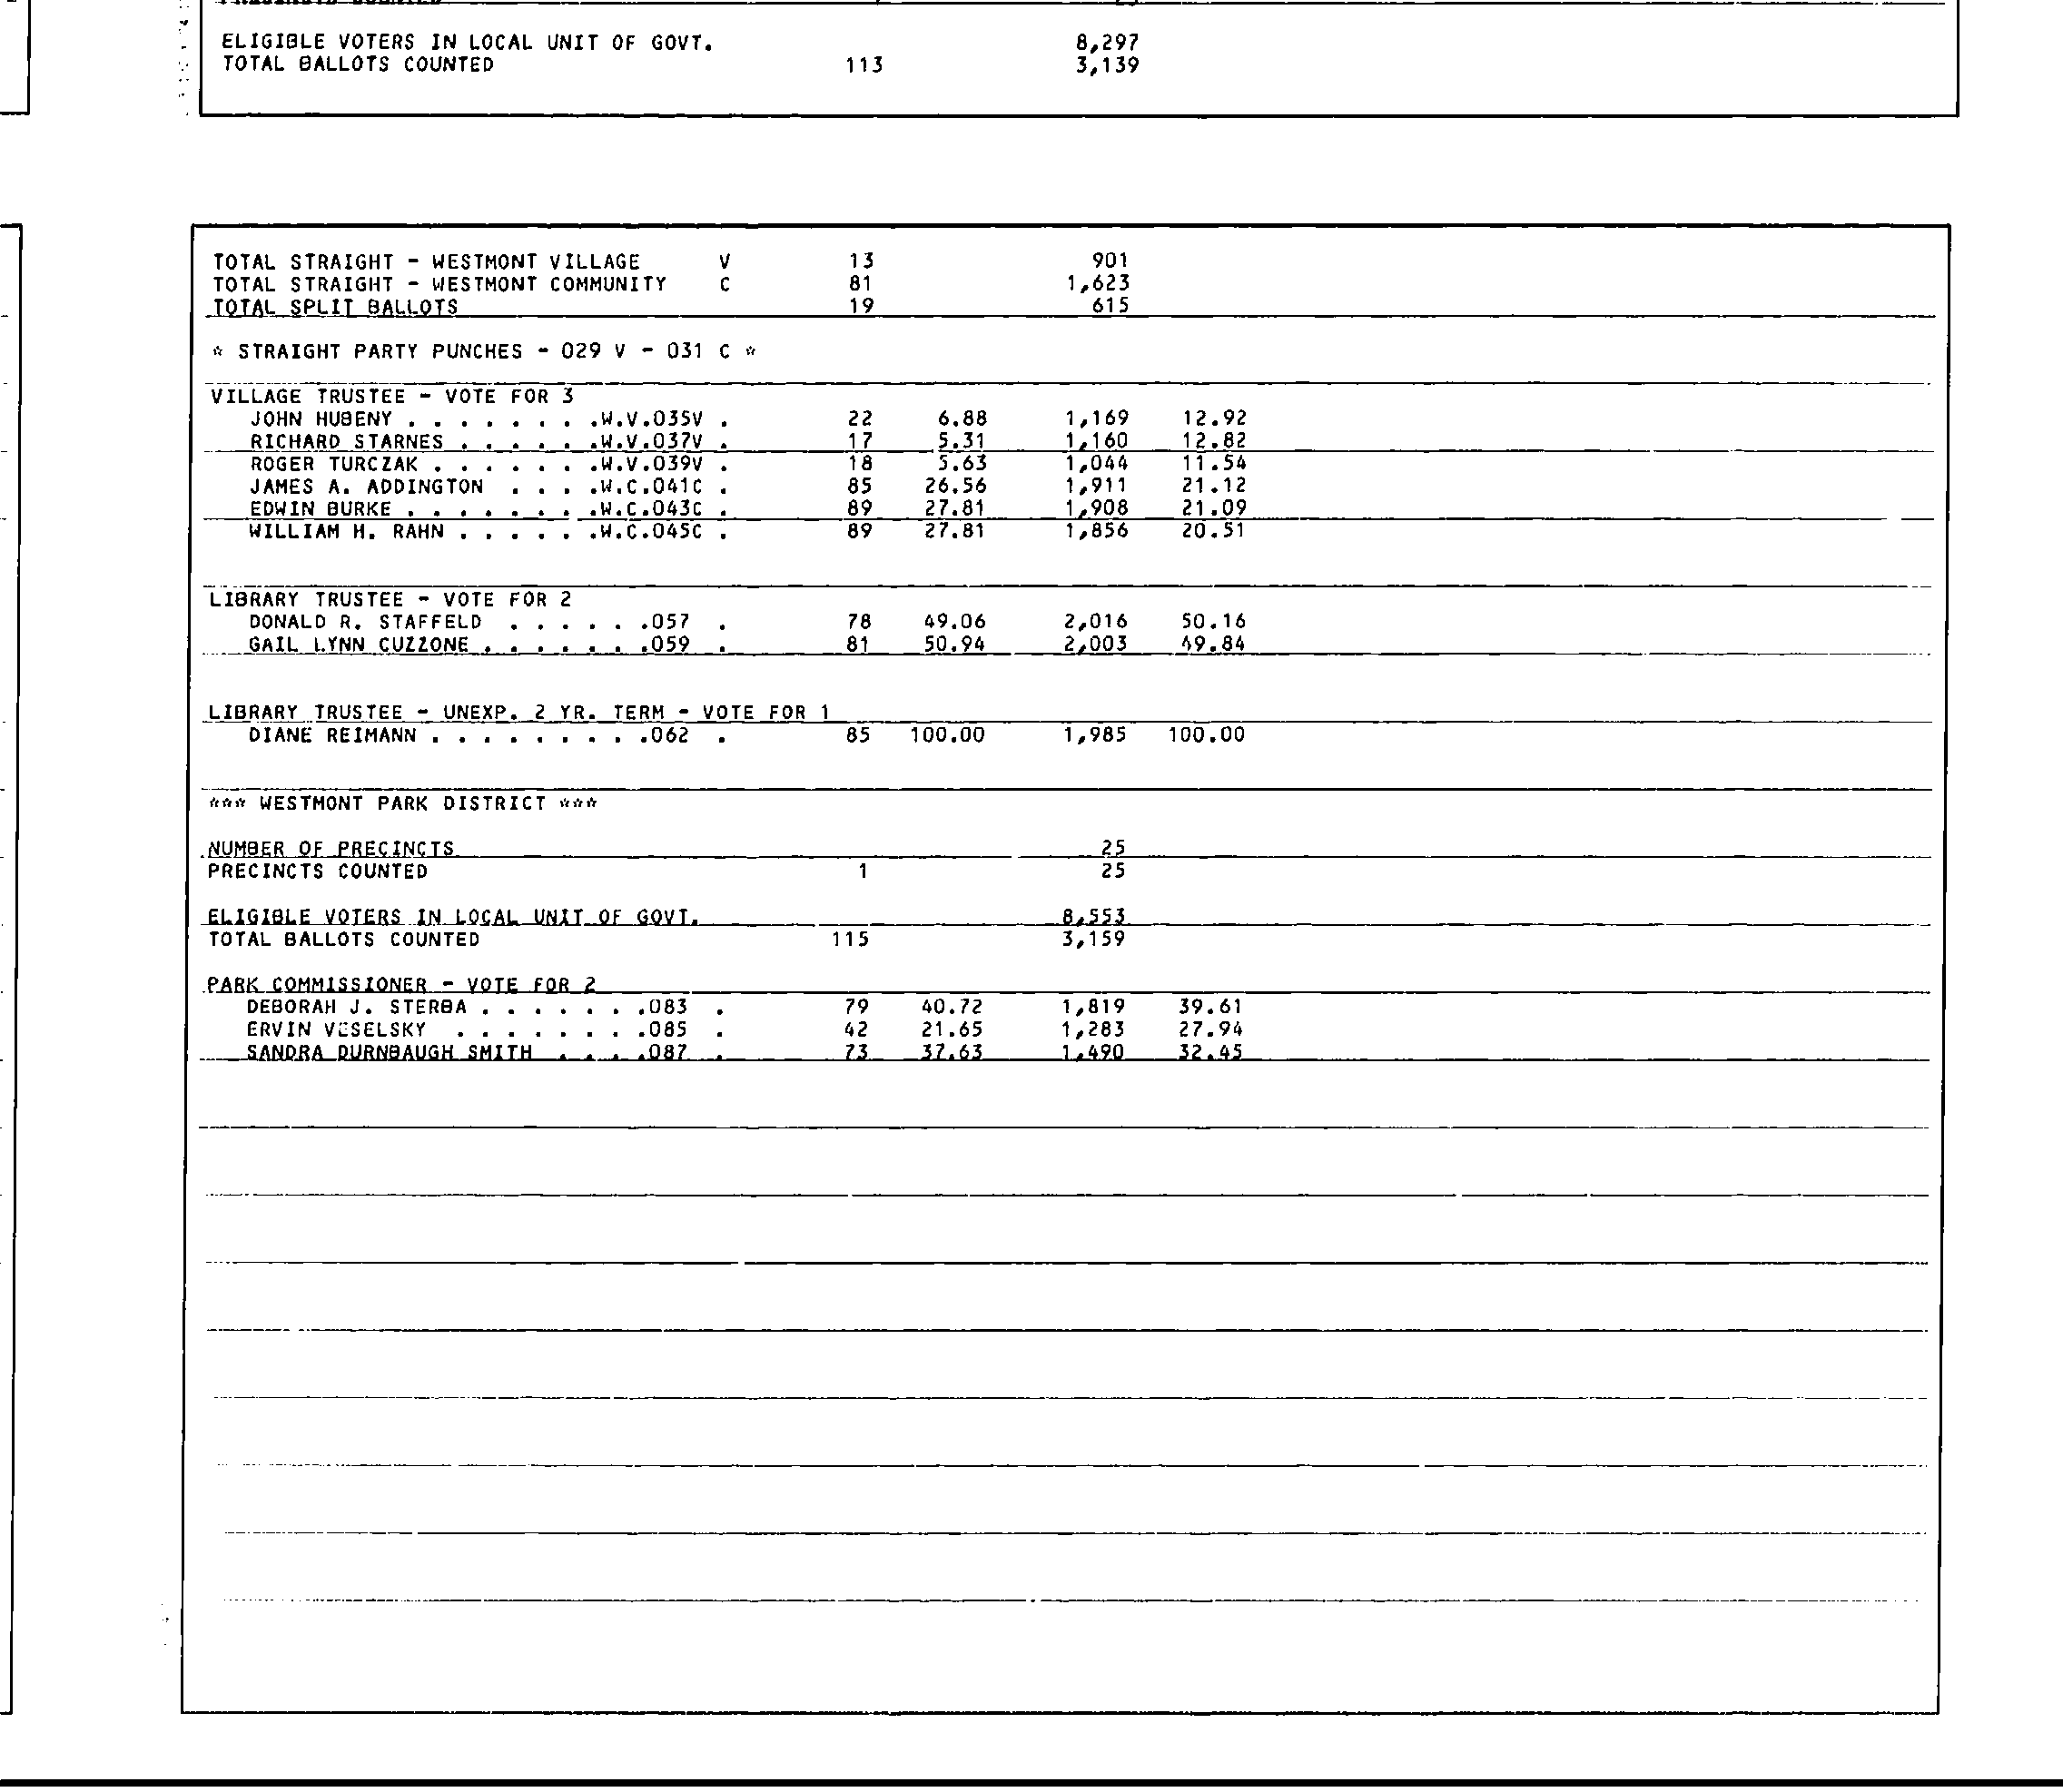 ELIGIBLE VOTERS IN LOCAL UNIT OF GOVT. 8,297
TOTAL BALLOTS COUNTED 113 3,139
TOTAL STRAIGHT - WESTMONT VILLAGE V 13 901
TOTAL STRAIGHT - WESTMONT COMMUNITY C 81 1,623
TOTAL SPLIT BALLOTS 19 615
* STRAIGHT PARTY PUNCHES - 029 V - 031 C *
VILLAGE TRUSTEE - VOTE FOR 3
JOHN HUBENY . . . . . . . .W.V.035V . 22 6.88 1,169 12.92
RICHARD STARNES . . . . . .W.V.037V . 17 5.31 1,160 12.82
ROGER TURCZAK . . . . . . .W.V.039V . 18 5.63 1,044 11.54
JAMES A. ADDINGTON . . . .W.C.041C . 85 26.56 1,911 21.12
EDWIN BURKE . . . . . . . .W.C.043C . 89 27.81 1,908 21.09
WILLIAM H. RAHN . . . . . .W.C.045C . 89 27.81 1,856 20.51
LIBRARY TRUSTEE - VOTE FOR 2
DONALD R. STAFFELD . . . . . .057 . 78 49.06 2,016 50.16
GAIL LYNN CUZZONE . . . . . . .059 . 81 50.94 2,003 49.84
LIBRARY TRUSTEE - UNEXP. 2 YR. TERM - VOTE FOR 1
DIANE REIMANN . . . . . . . . .062 . 85 100.00 1,985 100.00
*** WESTMONT PARK DISTRICT ***
NUMBER OF PRECINCTS 25
PRECINCTS COUNTED 1 25
ELIGIBLE VOTERS IN LOCAL UNIT OF GOVT. 8,553
TOTAL BALLOTS COUNTED 115 3,159
PARK COMMISSIONER - VOTE FOR 2
DEBORAH J. STERBA . . . . . . .083 . 79 40.72 1,819 39.61
ERVIN VESELSKY . . . . . . . .085 . 42 21.65 1,283 27.94
SANDRA DURNBAUGH SMITH . . . .087 . 73 37.63 1,490 32.45